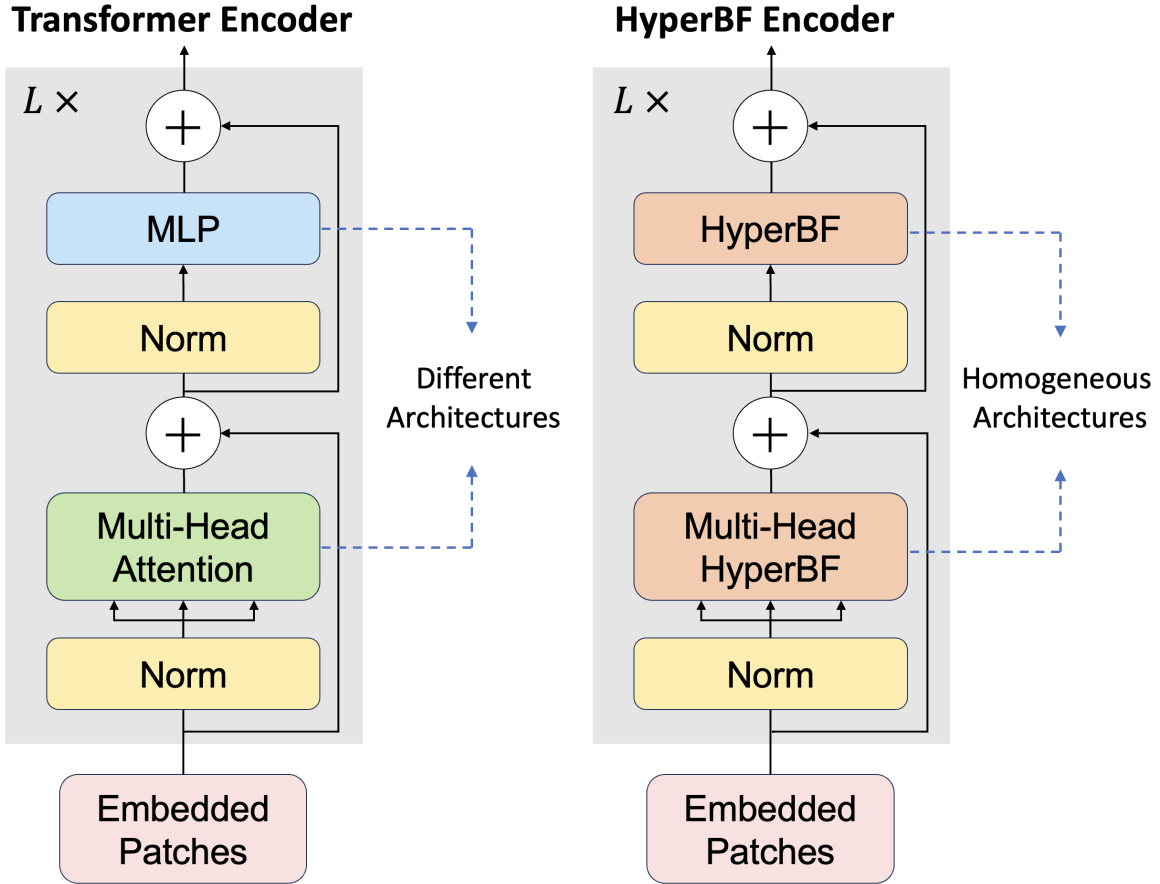 Transformer Encoder
L ×
+
MLP
Norm
+
Multi-Head
Attention
Norm
Embedded
Patches
Different
Architectures
HyperBF Encoder
L ×
+
HyperBF
Norm
+
Multi-Head
HyperBF
Norm
Embedded
Patches
Homogeneous
Architectures